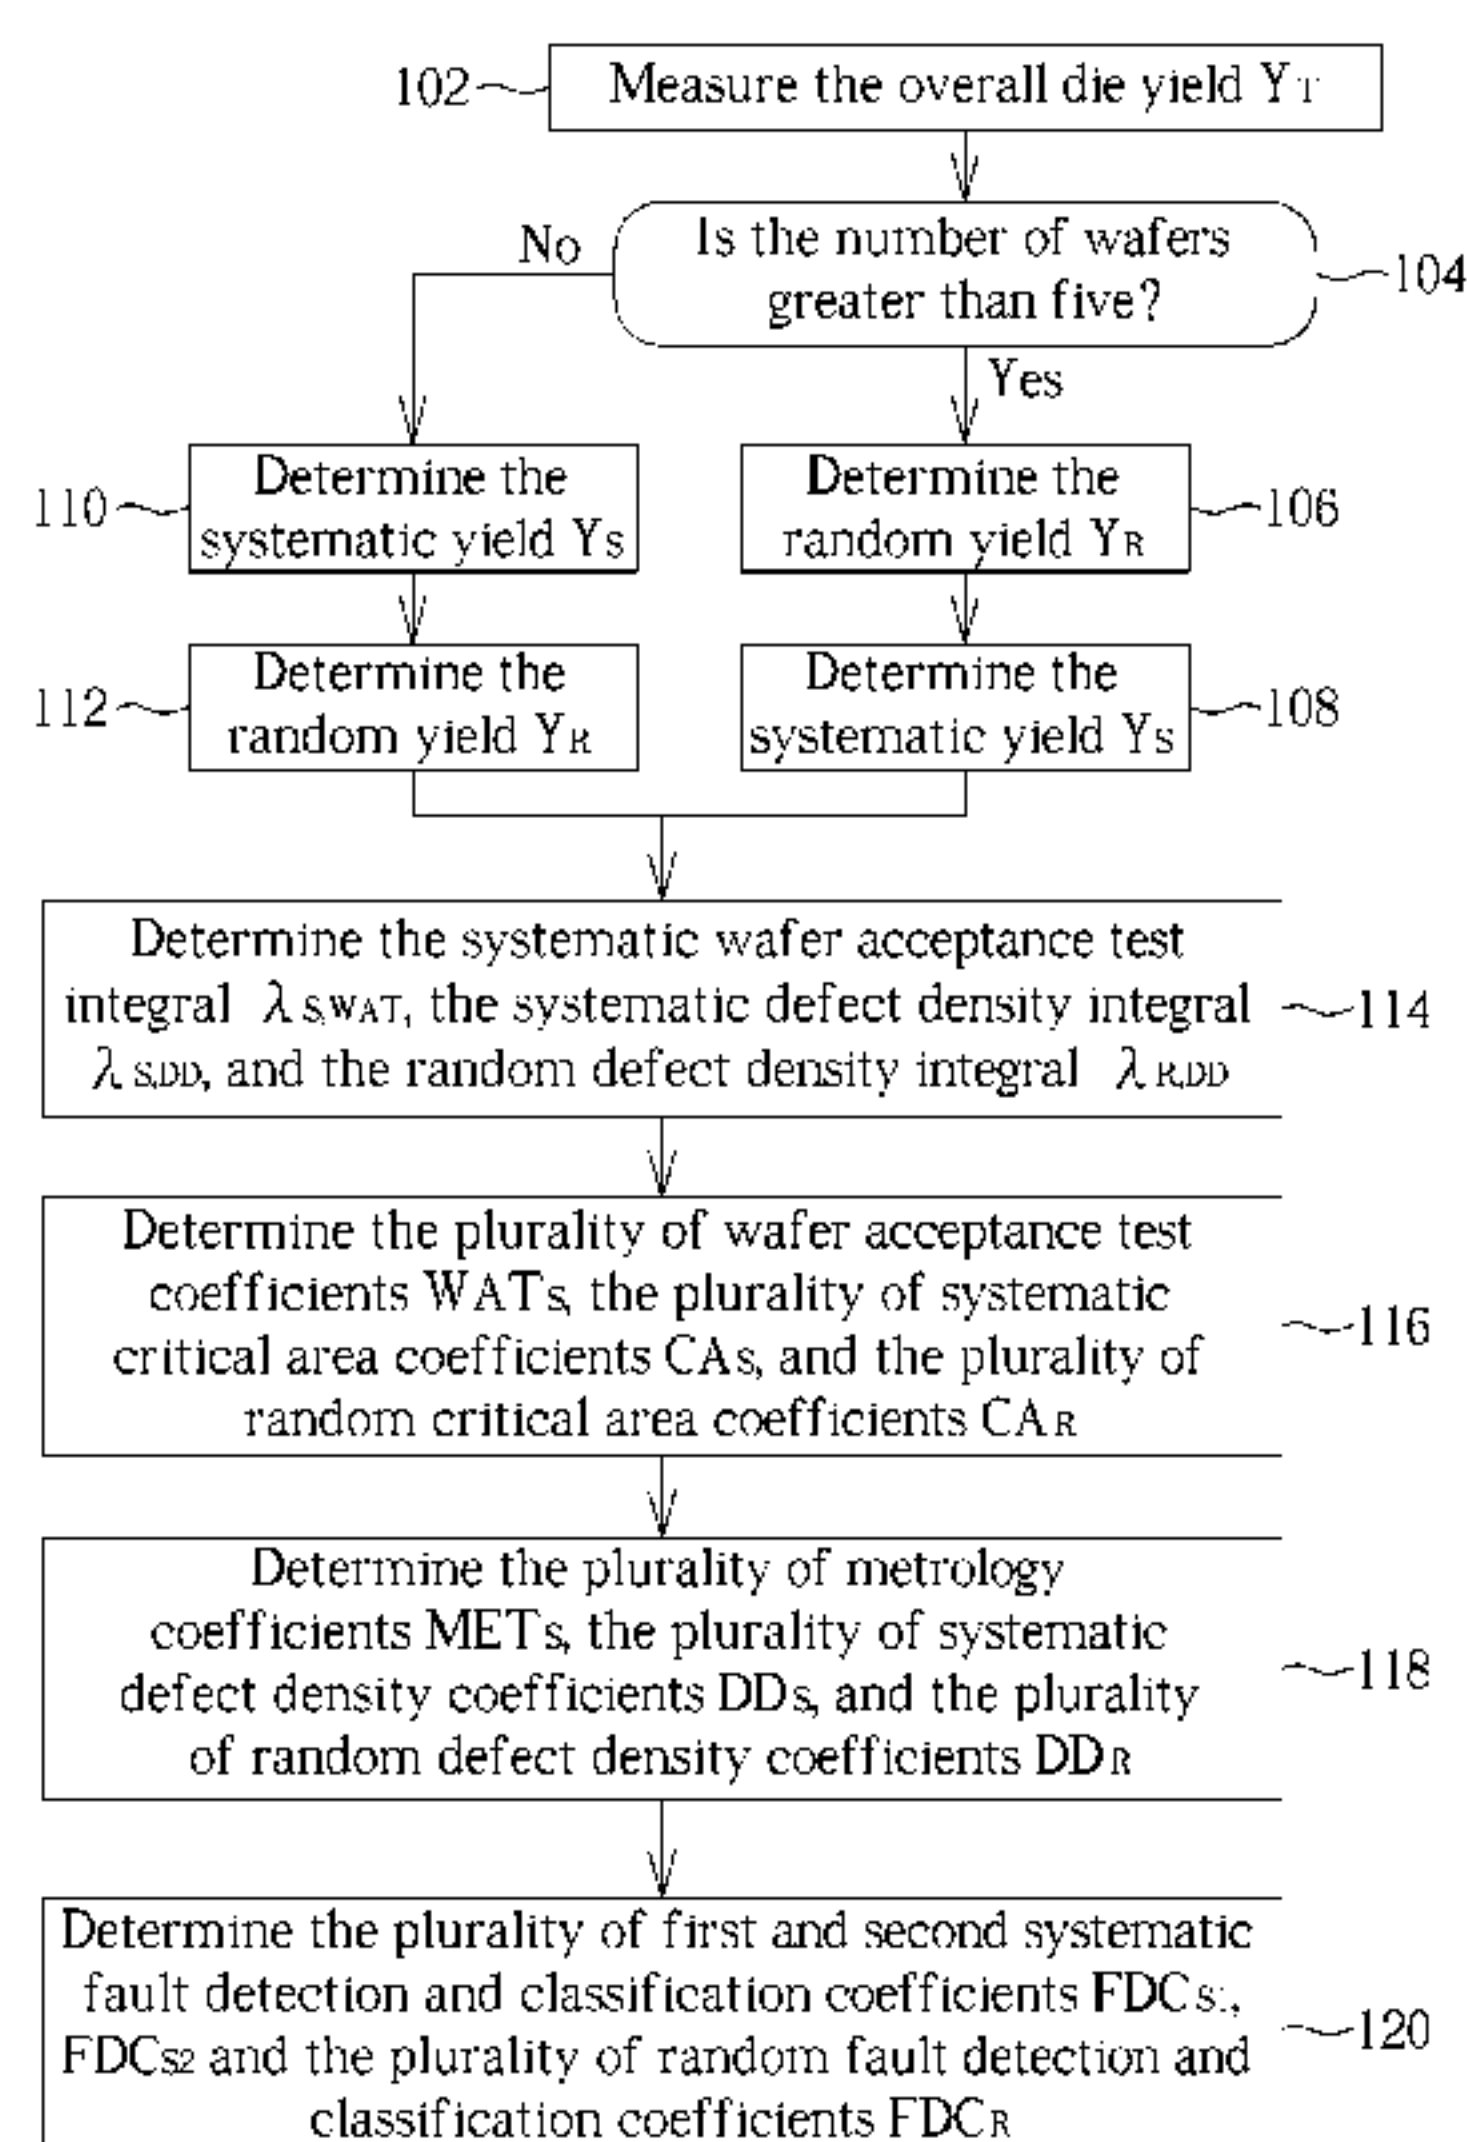 102
Measure the overall die yield YT
Is the number of wafers
greater than five?
104
No
Yes
110
Determine the
systematic yield YS
Determine the
random yield YR
106
112
Determine the
random yield YR
Determine the
systematic yield YS
108
Determine the systematic wafer acceptance test
integral λS,WAT, the systematic defect density integral
λS,DD, and the random defect density integral λR,DD
114
Determine the plurality of wafer acceptance test
coefficients WATS, the plurality of systematic
critical area coefficients CAS, and the plurality of
random critical area coefficients CAR
116
Determine the plurality of metrology
coefficients METS, the plurality of systematic
defect density coefficients DDS, and the plurality
of random defect density coefficients DDR
118
Determine the plurality of first and second systematic
fault detection and classification coefficients FDCS1,
FDCS2 and the plurality of random fault detection and
classification coefficients FDCR
120